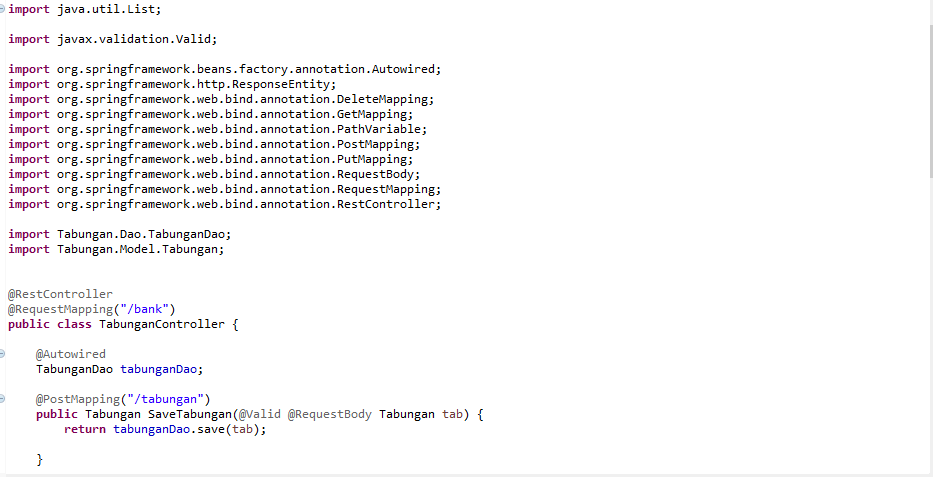 import java.util.List;
import javax.validation.Valid;
import org.springframework.beans.factory.annotation.Autowired;
import org.springframework.http.ResponseEntity;
import org.springframework.web.bind.annotation.DeleteMapping;
import org.springframework.web.bind.annotation.GetMapping;
import org.springframework.web.bind.annotation.PathVariable;
import org.springframework.web.bind.annotation.PostMapping;
import org.springframework.web.bind.annotation.PutMapping;
import org.springframework.web.bind.annotation.RequestBody;
import org.springframework.web.bind.annotation.RequestMapping;
import org.springframework.web.bind.annotation.RestController;
import Tabungan.Dao.TabunganDao;
import Tabungan.Model.Tabungan;
@RestController
@RequestMapping("/bank")
public class TabunganController {
@Autowired
TabunganDao tabunganDao;
@PostMapping("/tabungan")
public Tabungan SaveTabungan(@Valid @RequestBody Tabungan tab) {
return tabunganDao.save(tab);
}